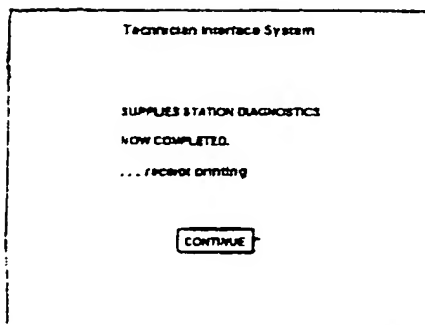 Technician Interface System
SUPPLIES STATION DIAGNOSTICS
NOW COMPLETED.
... receipt printing
CONTINUE